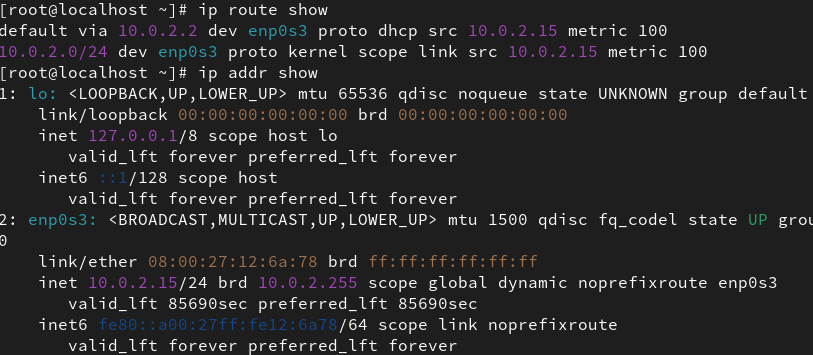 [root@localhost ~]# ip route show
default via 10.0.2.2 dev enp0s3 proto dhcp src 10.0.2.15 metric 100
10.0.2.0/24 dev enp0s3 proto kernel scope link src 10.0.2.15 metric 100
[root@localhost ~]# ip addr show
1: lo: <LOOPBACK,UP,LOWER_UP> mtu 65536 qdisc noqueue state UNKNOWN group default
link/loopback 00:00:00:00:00:00 brd 00:00:00:00:00:00
inet 127.0.0.1/8 scope host lo
valid_lft forever preferred_lft forever
inet6 ::1/128 scope host
valid_lft forever preferred_lft forever
2: enp0s3: <BROADCAST,MULTICAST,UP,LOWER_UP> mtu 1500 qdisc fq_codel state UP grou
0
link/ether 08:00:27:12:6a:78 brd ff:ff:ff:ff:ff:ff
inet 10.0.2.15/24 brd 10.0.2.255 scope global dynamic noprefixroute enp0s3
valid_lft 85690sec preferred_lft 85690sec
inet6 fe80::a00:27ff:fe12:6a78/64 scope link noprefixroute
valid_lft forever preferred_lft forever